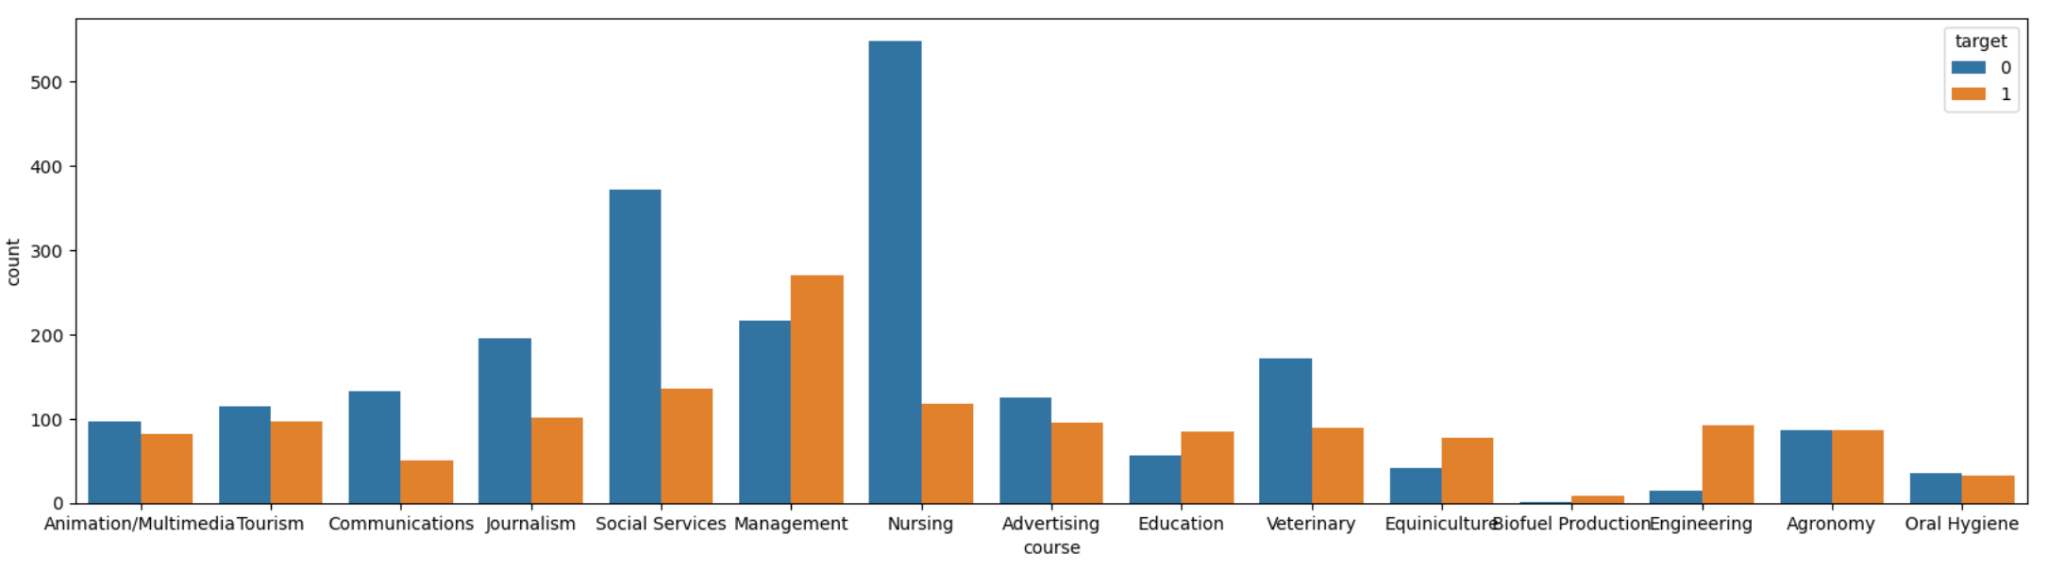 target
0
1
500
400
300
200
100
0
count
Animation/Multimedia Tourism Communications Journalism Social Services Management Nursing Advertising Education Veterinary Equiniculture Biofuel Production Engineering Agronomy Oral Hygiene
course